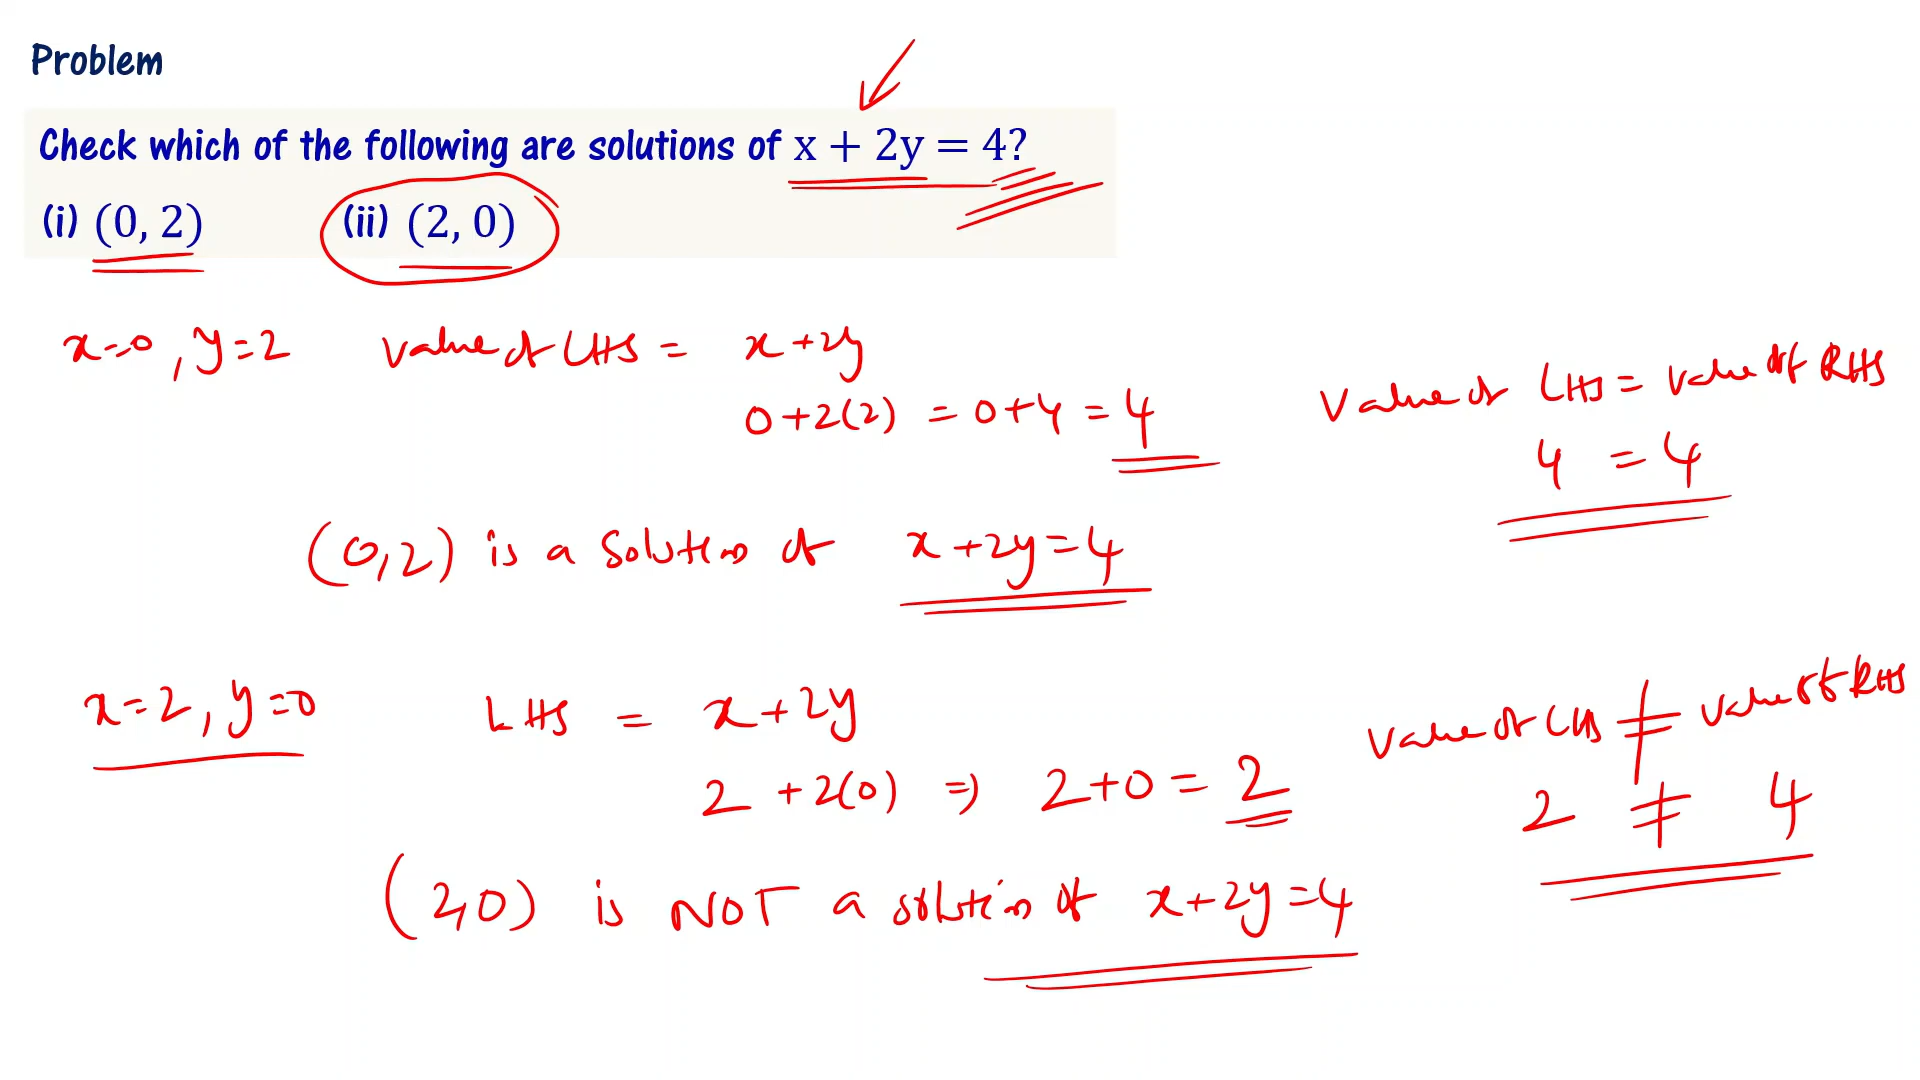 Problem
Check which of the following are solutions of x + 2y = 4?
(i) (0, 2) (ii) (2, 0)
x=0, y=2 value of LHS = x+2y
0+2(2) = 0+4 = 4
value of LHS = value of RHS
4 = 4
(0,2) is a solution of x+2y=4
x=2, y=0 LHS = x+2y
2 +2(0) ⇒ 2+0 = 2
value of LHS ≠ value of RHS
2 ≠ 4
(2,0) is NOT a solution of x+2y=4